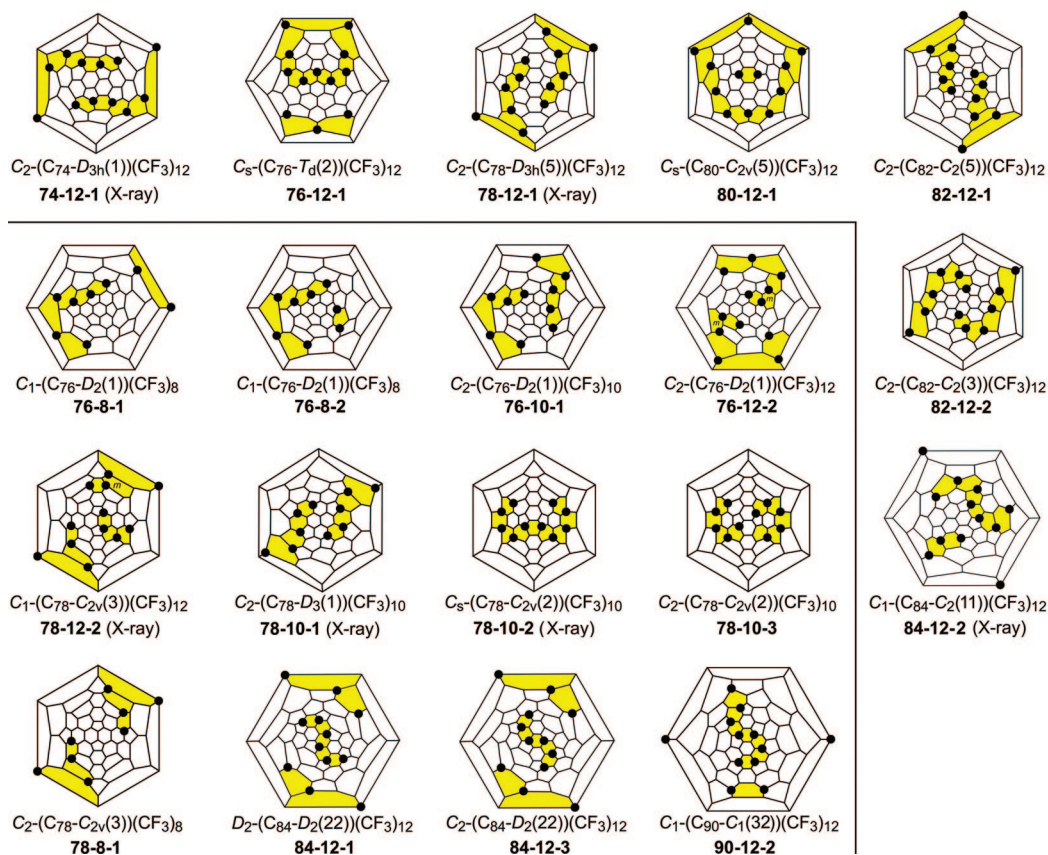 C2-(C74-D3h(1))(CF3)12
74-12-1 (X-ray)
Cs-(C76-Td(2))(CF3)12
76-12-1
C2-(C78-D3h(5))(CF3)12
78-12-1 (X-ray)
Cs-(C80-C2v(5))(CF3)12
80-12-1
C2-(C82-C2(5))(CF3)12
82-12-1
C1-(C76-D2(1))(CF3)8
76-8-1
C1-(C76-D2(1))(CF3)8
76-8-2
C2-(C76-D2(1))(CF3)10
76-10-1
m
m
C2-(C76-D2(1))(CF3)12
76-12-2
C2-(C82-C2(3))(CF3)12
82-12-2
m
C1-(C78-C2v(3))(CF3)12
78-12-2 (X-ray)
C2-(C78-D3(1))(CF3)10
78-10-1 (X-ray)
Cs-(C78-C2v(2))(CF3)10
78-10-2 (X-ray)
C2-(C78-C2v(2))(CF3)10
78-10-3
C1-(C84-C2(11))(CF3)12
84-12-2 (X-ray)
C2-(C78-C2v(3))(CF3)8
78-8-1
D2-(C84-D2(22))(CF3)12
84-12-1
C2-(C84-D2(22))(CF3)12
84-12-3
C1-(C90-C1(32))(CF3)12
90-12-2